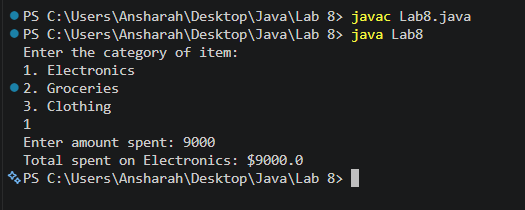 PS C:\Users\Ansharah\Desktop\Java\Lab 8> javac Lab8.java
PS C:\Users\Ansharah\Desktop\Java\Lab 8> java Lab8
Enter the category of item:
1. Electronics
2. Groceries
3. Clothing
1
Enter amount spent: 9000
Total spent on Electronics: $9000.0
PS C:\Users\Ansharah\Desktop\Java\Lab 8>